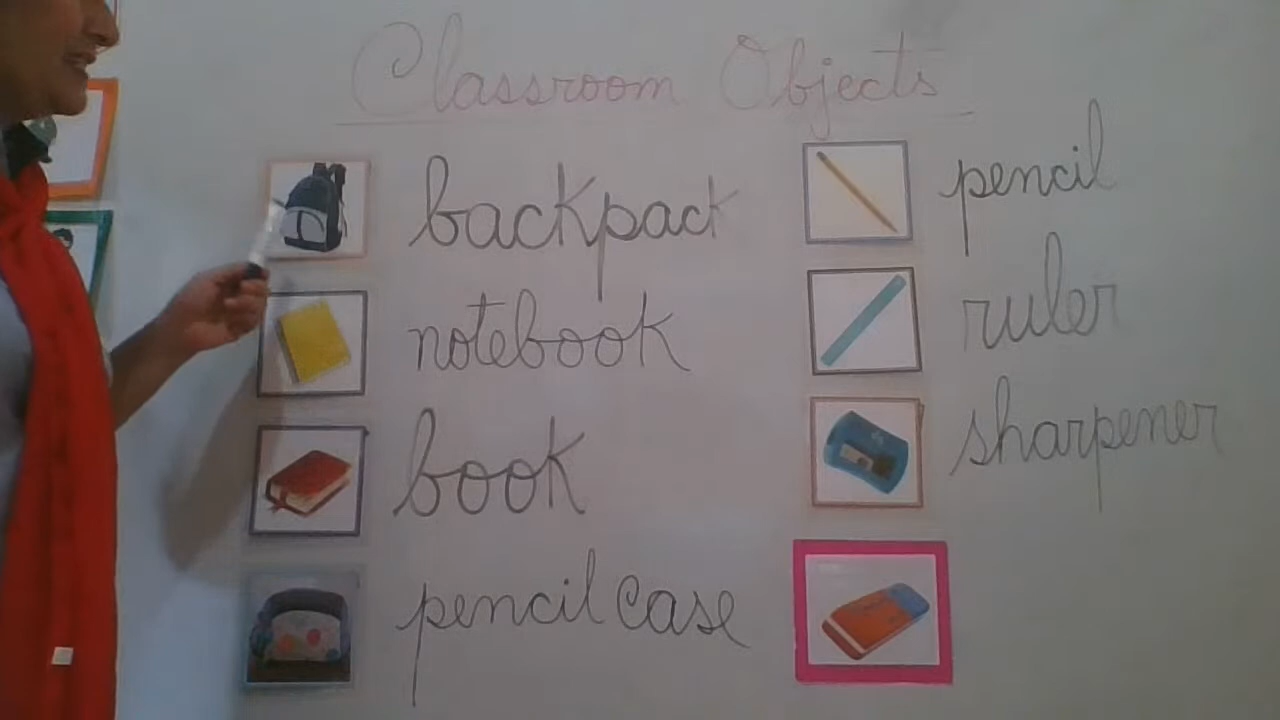 Classroom Objects
backpack
notebook
book
pencil case
pencil
ruler
sharpener